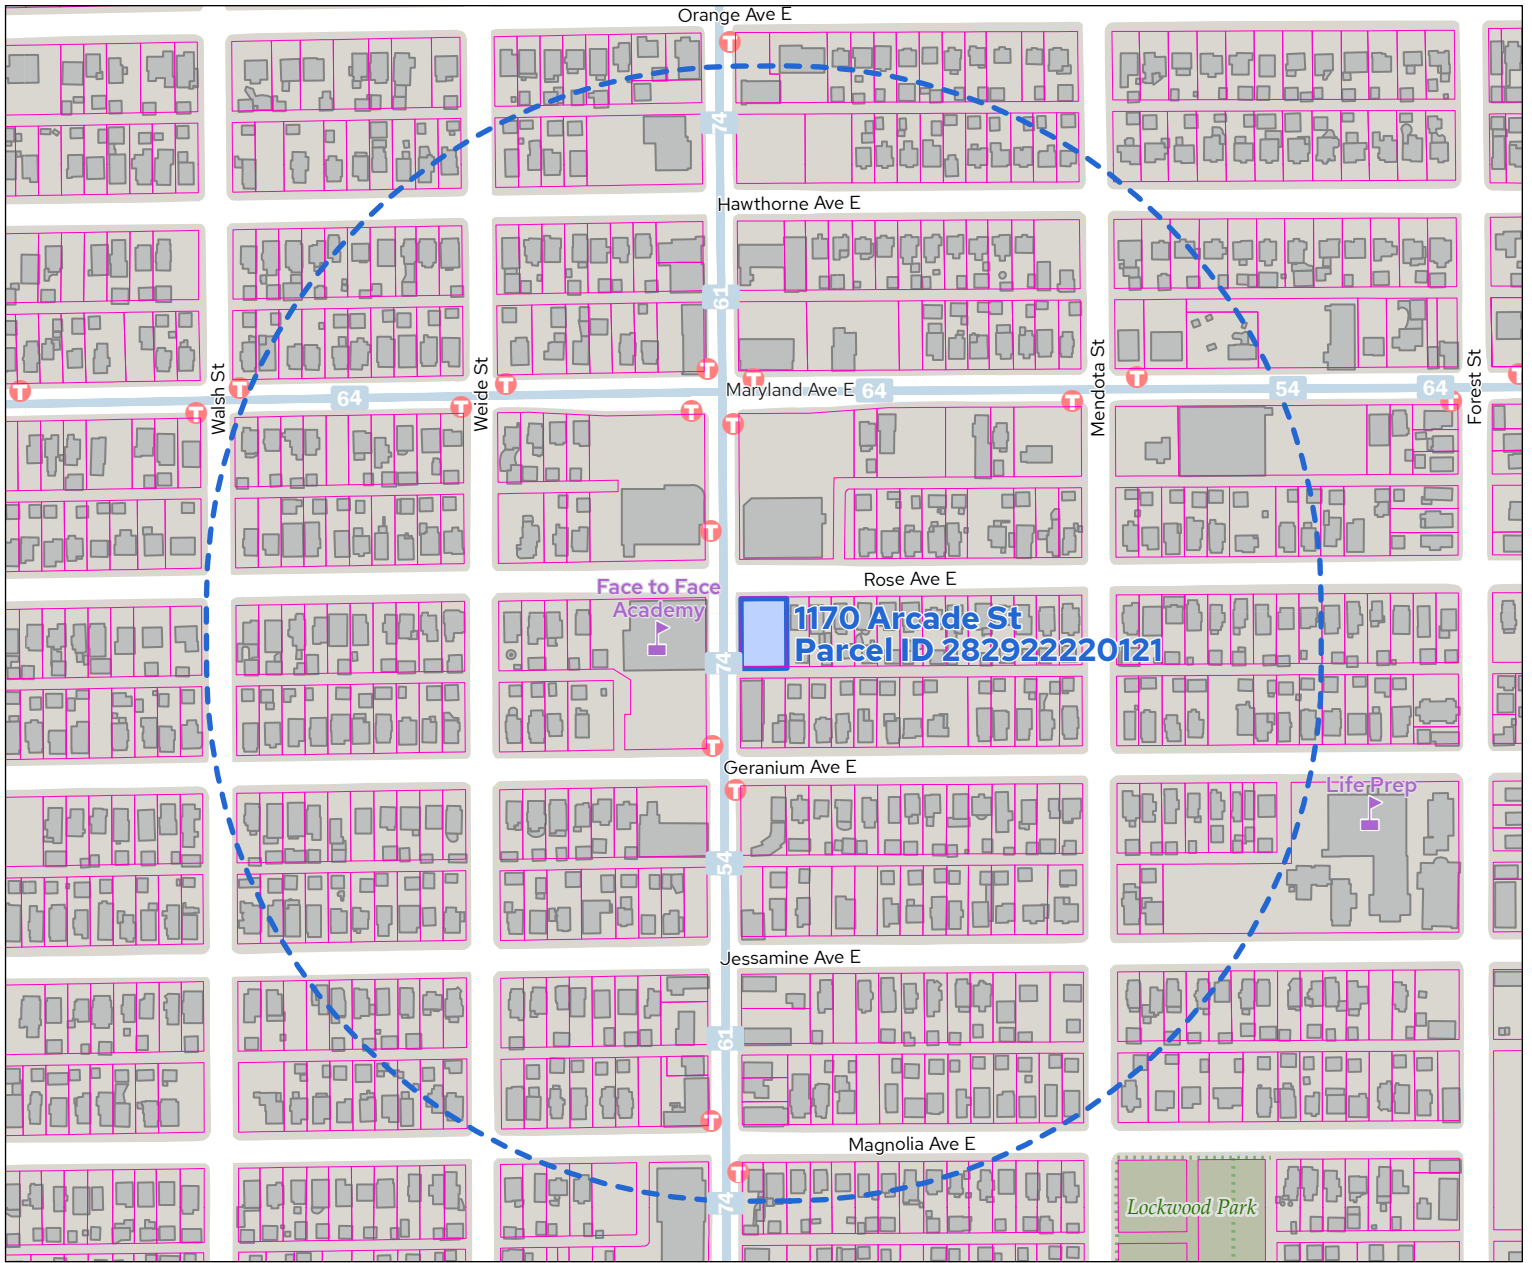 Orange Ave E
T
74
Hawthorne Ave E
61
T
T
Mendota St
Forest St
Walsh St
Weide St
T
T
T
T
T
Maryland Ave E
64
64
54
64
T
T
T
T
T
T
T
Rose Ave E
Face to Face
Academy
1170 Arcade St
Parcel ID 282922220121
74
T
Geranium Ave E
T
Life Prep
54
Jessamine Ave E
61
T
Magnolia Ave E
T
74
Lockwood Park